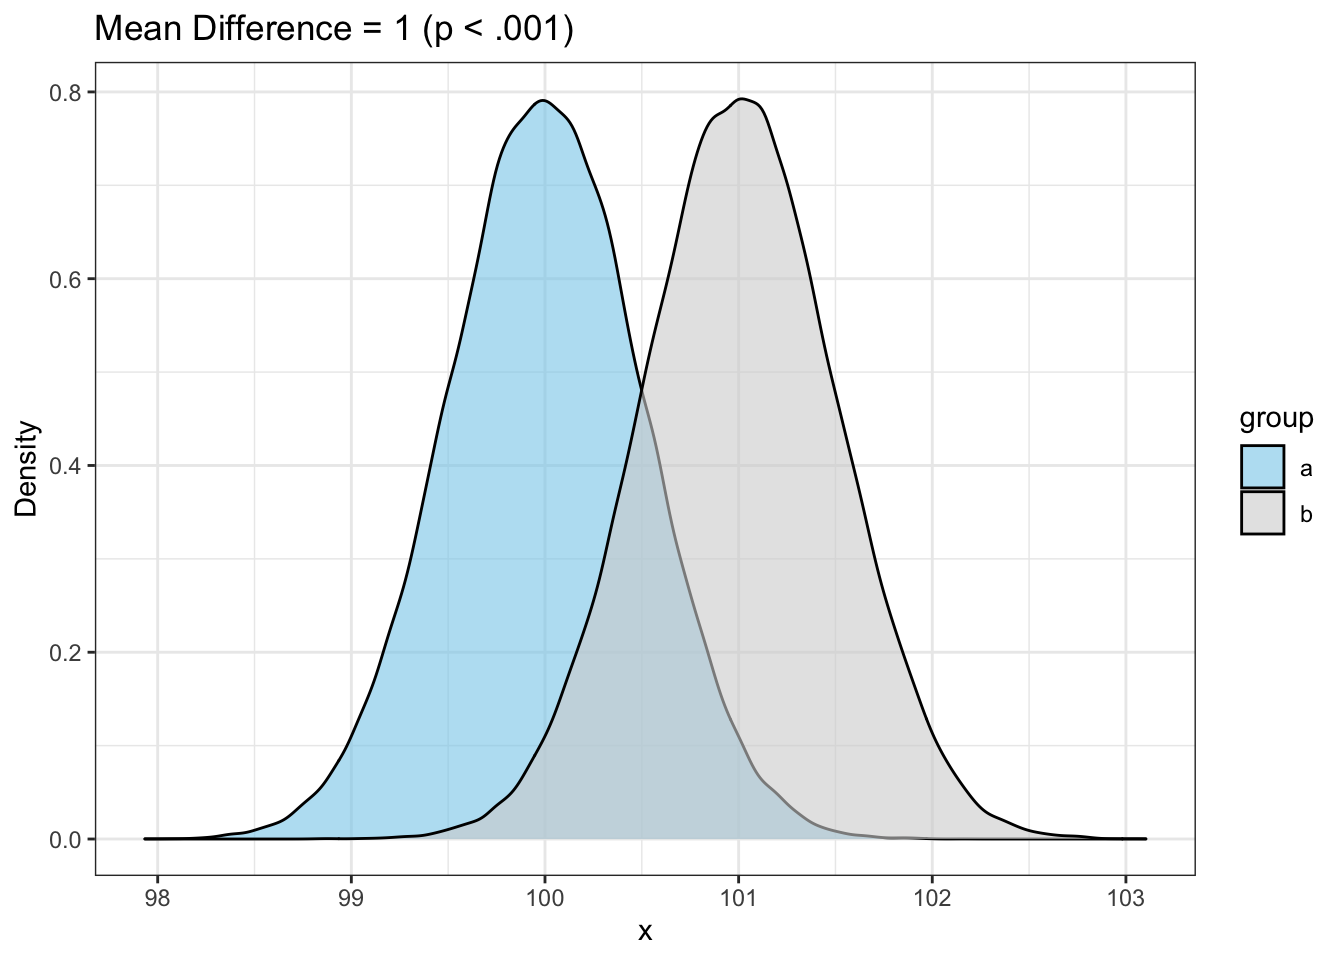 Mean Difference = 1 (p < .001)
0.8
0.6
0.4
0.2
0.0
Density
98 99 100 101 102 103
x
group
a
b